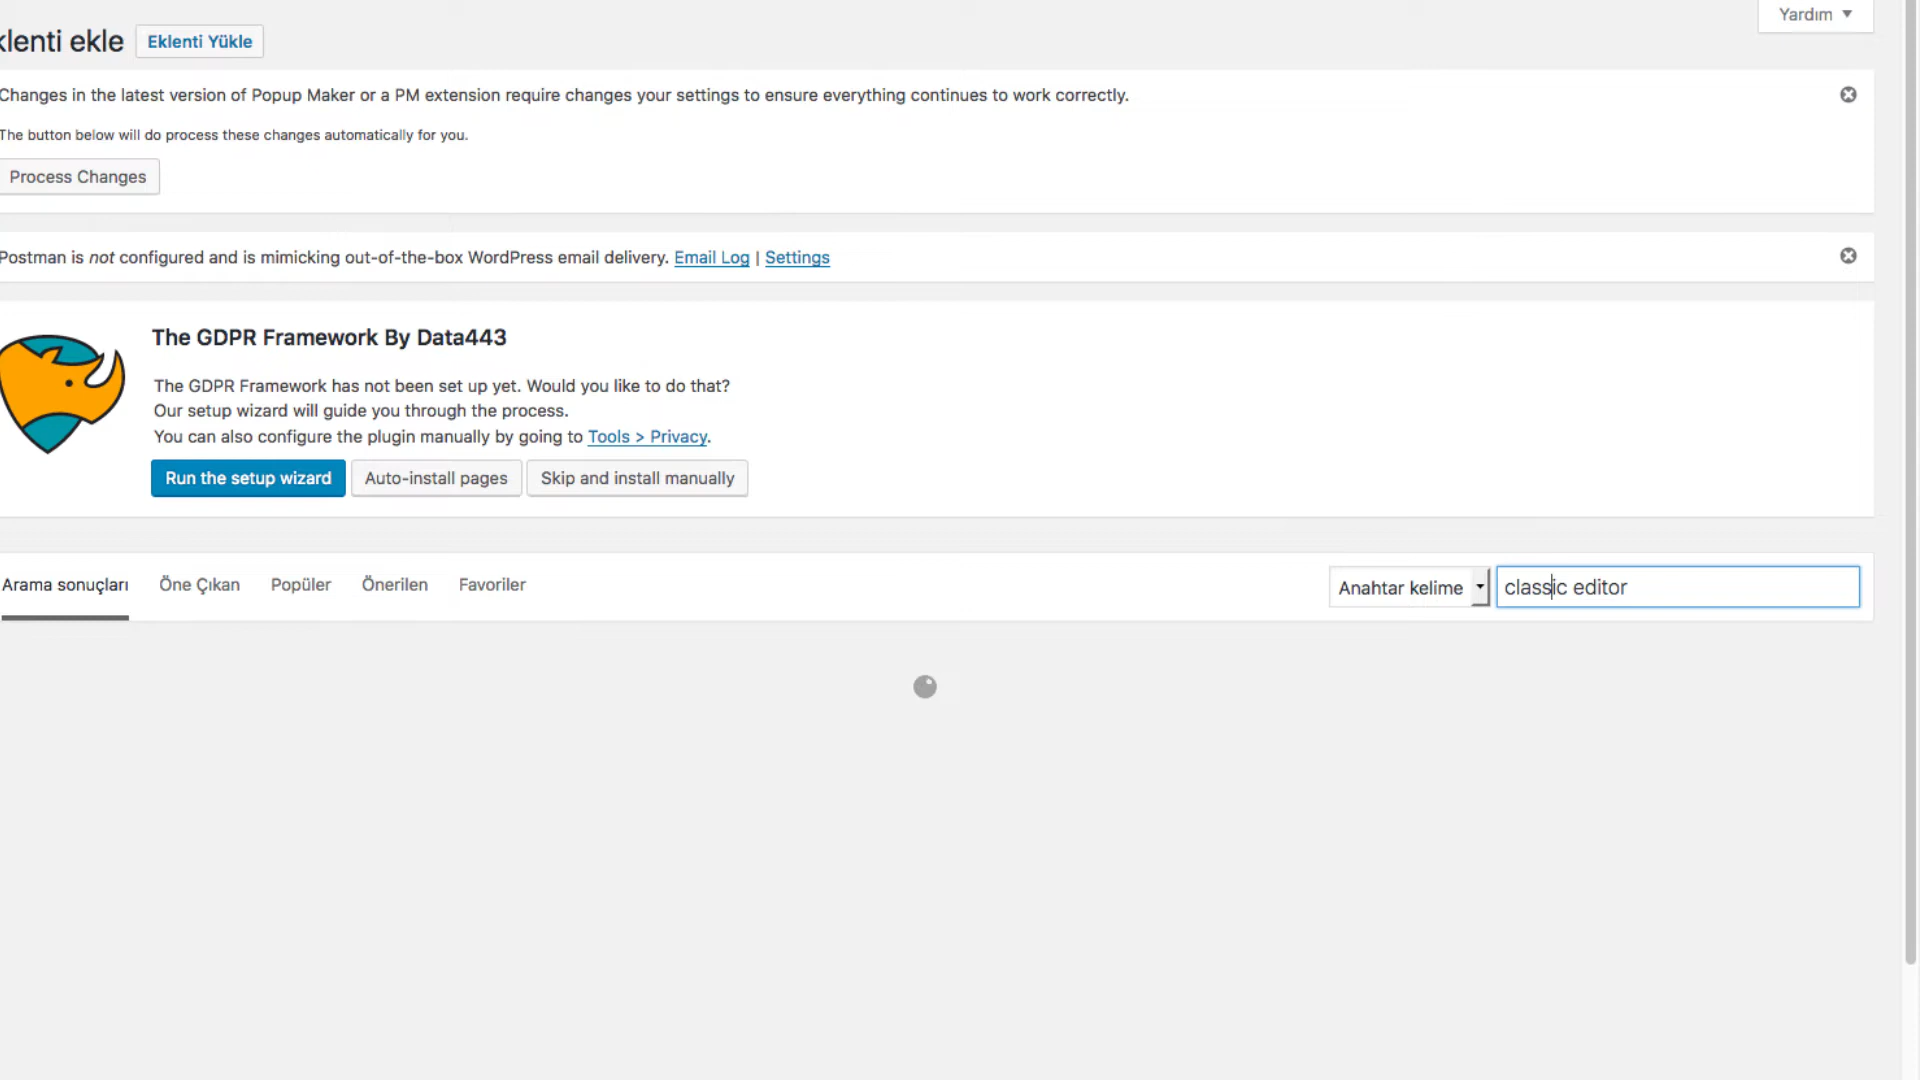 Yardım
klenti ekle
Eklenti Yükle
Changes in the latest version of Popup Maker or a PM extension require changes your settings to ensure everything continues to work correctly.
The button below will do process these changes automatically for you.
Process Changes
Postman is not configured and is mimicking out-of-the-box WordPress email delivery. Email Log | Settings
The GDPR Framework By Data443
The GDPR Framework has not been set up yet. Would you like to do that?
Our setup wizard will guide you through the process.
You can also configure the plugin manually by going to Tools > Privacy.
Run the setup wizard Auto-install pages Skip and install manually
Arama sonuçları Öne Çıkan Popüler Önerilen Favoriler Anahtar kelime classic editor